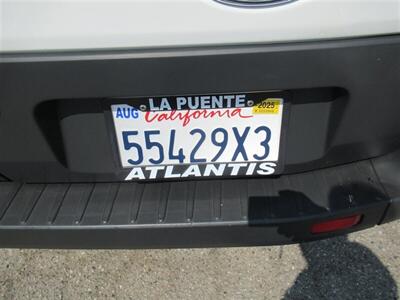 LA PUENTE
AUG California 2025
55429X3
ATLANTIS